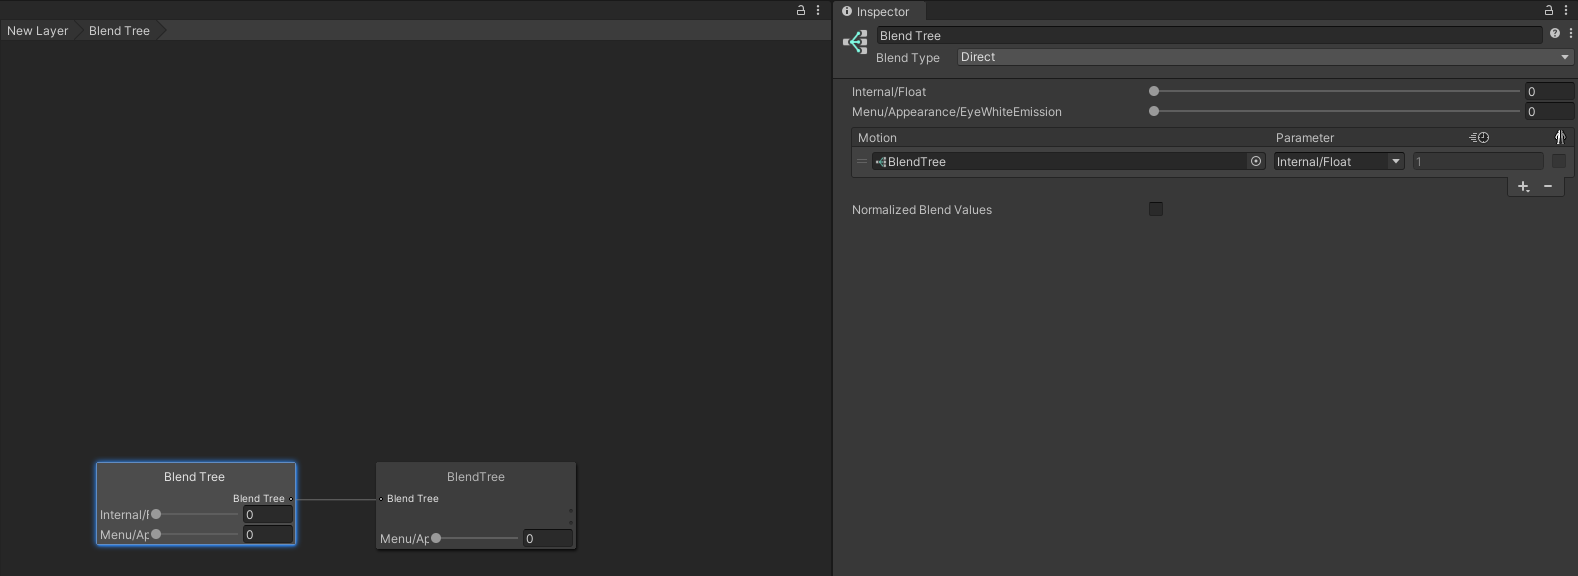 New Layer
Blend Tree
Inspector
Blend Tree
Blend Type
Direct
Internal/Float
0
Menu/Appearance/EyeWhiteEmission
0
Motion
Parameter
BlendTree
Internal/Float
1
Normalized Blend Values
Blend Tree
Blend Tree
Internal/F
0
Menu/Ap
0
BlendTree
Blend Tree
Menu/Ap
0